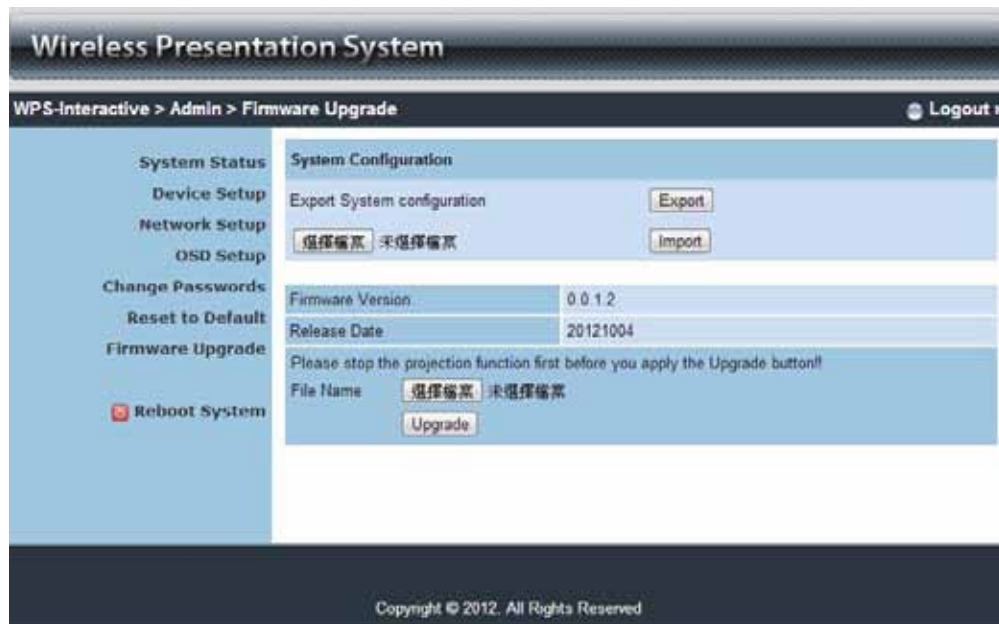 Wireless Presentation System
WPS-Interactive > Admin > Firmware Upgrade
Logout
System Status
Device Setup
Network Setup
OSD Setup
Change Passwords
Reset to Default
Firmware Upgrade
Reboot System
System Configuration
Export System configuration Export
選擇檔案 未選擇檔案 Import
Firmware Version 0.0.1.2
Release Date 20121004
Please stop the projection function first before you apply the Upgrade button!!
File Name 選擇檔案 未選擇檔案
Upgrade
Copyright © 2012. All Rights Reserved